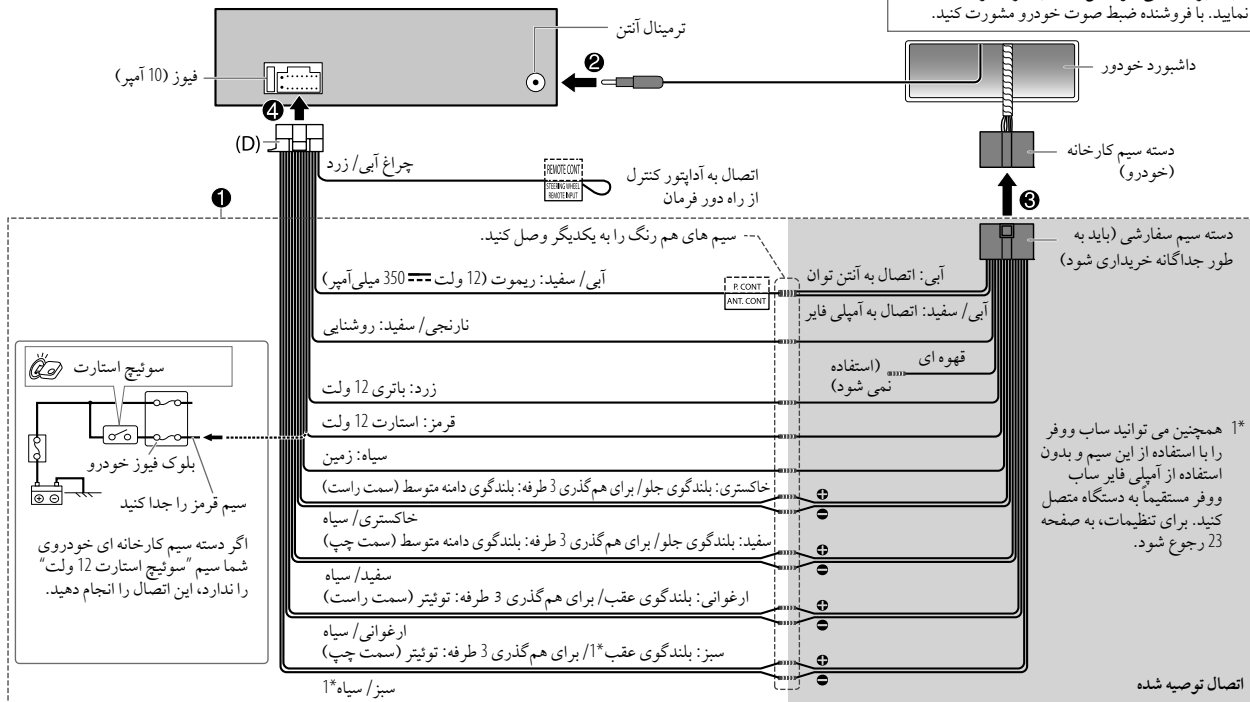 نمایید. با فروشنده ضبط صوت خودرو مشورت کنید.
ترمینال آنتن
داشبورد خودور
فیوز (10 آمپر)
2
4
(D)
چراغ آبی/ زرد
REMOTE CONT
STEERING WHEEL
REMOTE INPUT
اتصال به آداپتور کنترل
از راه دور فرمان
دسته سیم کارخانه
(خودرو)
3
1
سیم های هم رنگ را به یکدیگر وصل کنید.
دسته سیم سفارشی (باید به
طور جداگانه خریداری شود)
آبی/ سفید: ریموت (12 ولت 350 میلی‌آمپر)
P. CONT
ANT. CONT
آبی: اتصال به آنتن توان
آبی/ سفید: اتصال به آمپلی فایر
نارنجی/ سفید: روشنایی
قهوه ای
(استفاده
نمی شود)
زرد: باتری 12 ولت
قرمز: استارت 12 ولت
سیاه: زمین
خاکستری: بلندگوی جلو/ برای هم‌گذری 3 طرفه: بلندگوی دامنه متوسط (سمت راست)
خاکستری/ سیاه
سفید: بلندگوی جلو/ برای هم‌گذری 3 طرفه: بلندگوی دامنه متوسط (سمت چپ)
سفید/ سیاه
ارغوانی: بلندگوی عقب/ برای هم‌گذری 3 طرفه: توئیتر (سمت راست)
ارغوانی/ سیاه
سبز: بلندگوی عقب*1/ برای هم‌گذری 3 طرفه: توئیتر (سمت چپ)
سبز/ سیاه*1
سوئیچ استارت
بلوک فیوز خودرو
سیم قرمز را جدا کنید
اگر دسته سیم کارخانه ای خودروی
شما سیم "سوئیچ استارت 12 ولت"
را ندارد، این اتصال را انجام دهید.
*1 همچنین می توانید ساب ووفر
را با استفاده از این سیم و بدون
استفاده از آمپلی فایر ساب
ووفر مستقیماً به دستگاه متصل
کنید. برای تنظیمات، به صفحه
23 رجوع شود.
اتصال توصیه شده